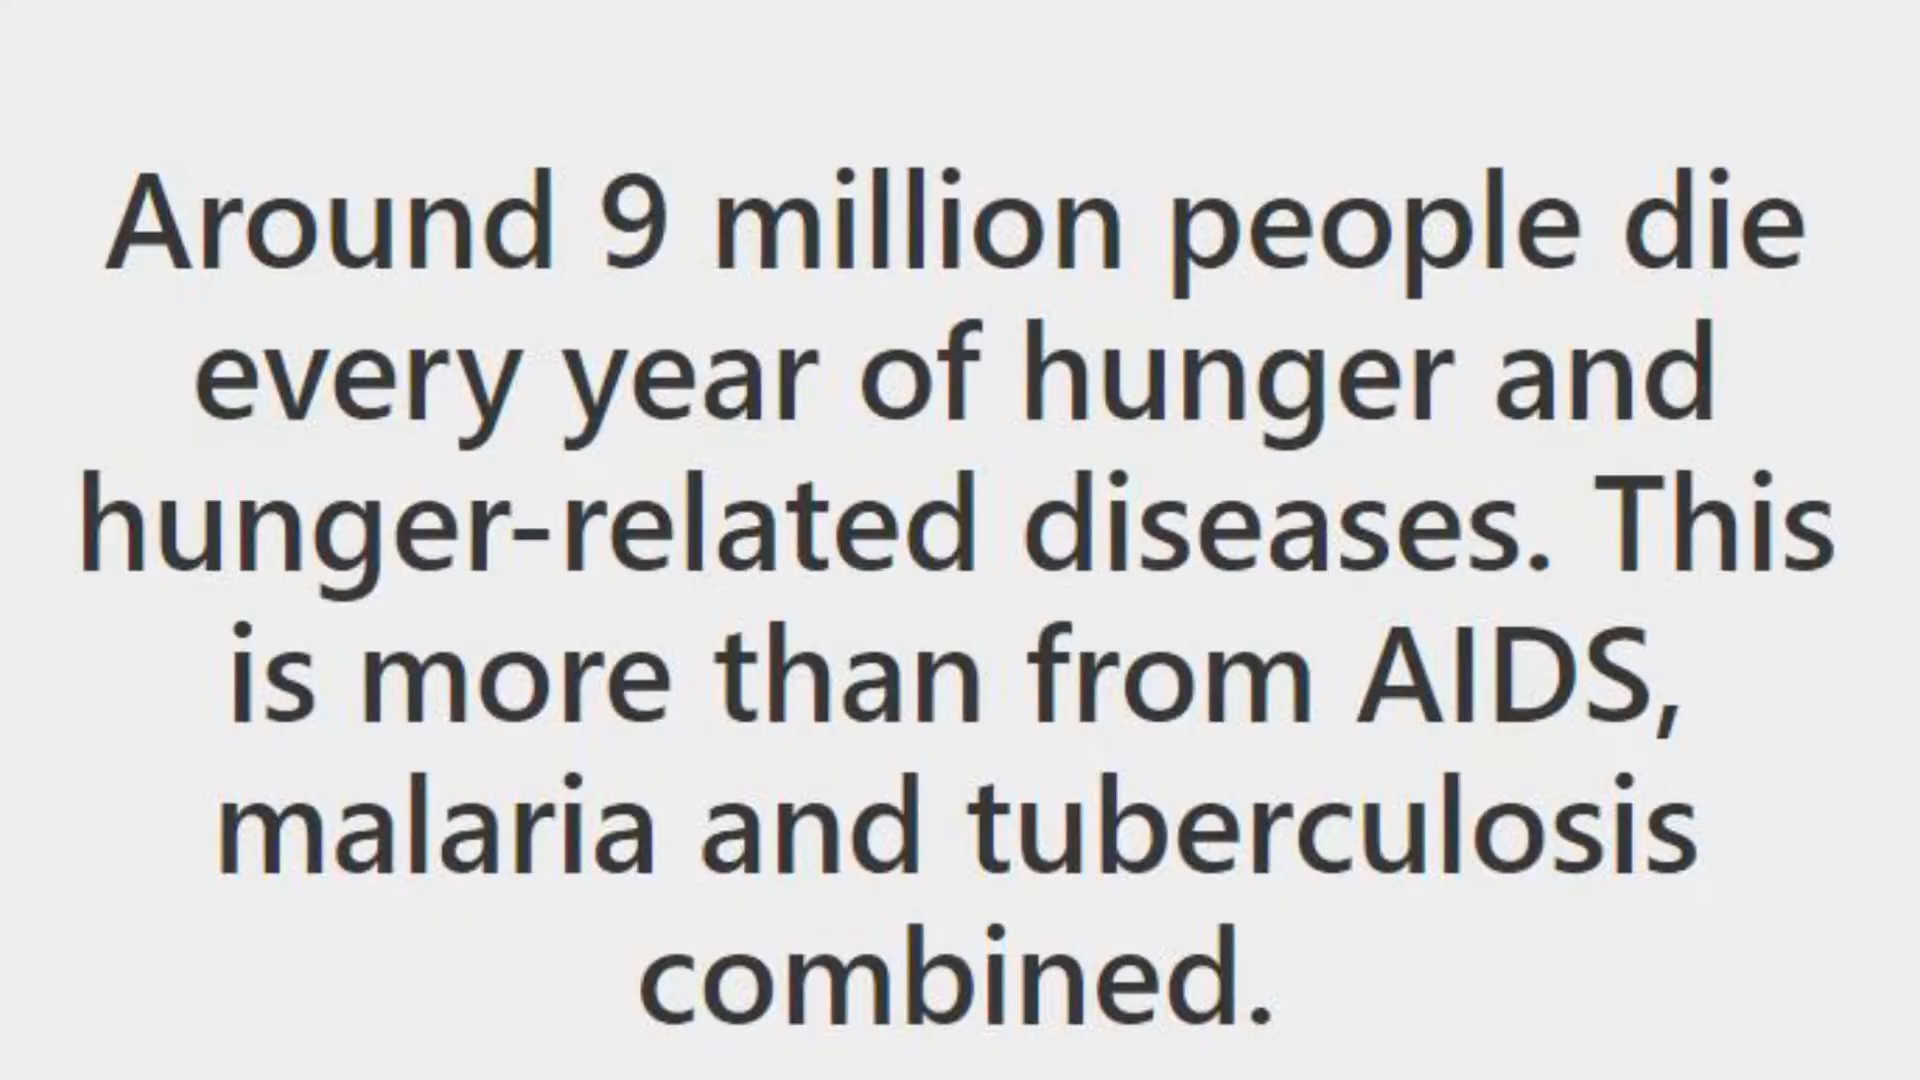 Around 9 million people die
every year of hunger and
hunger-related diseases. This
is more than from AIDS,
malaria and tuberculosis
combined.